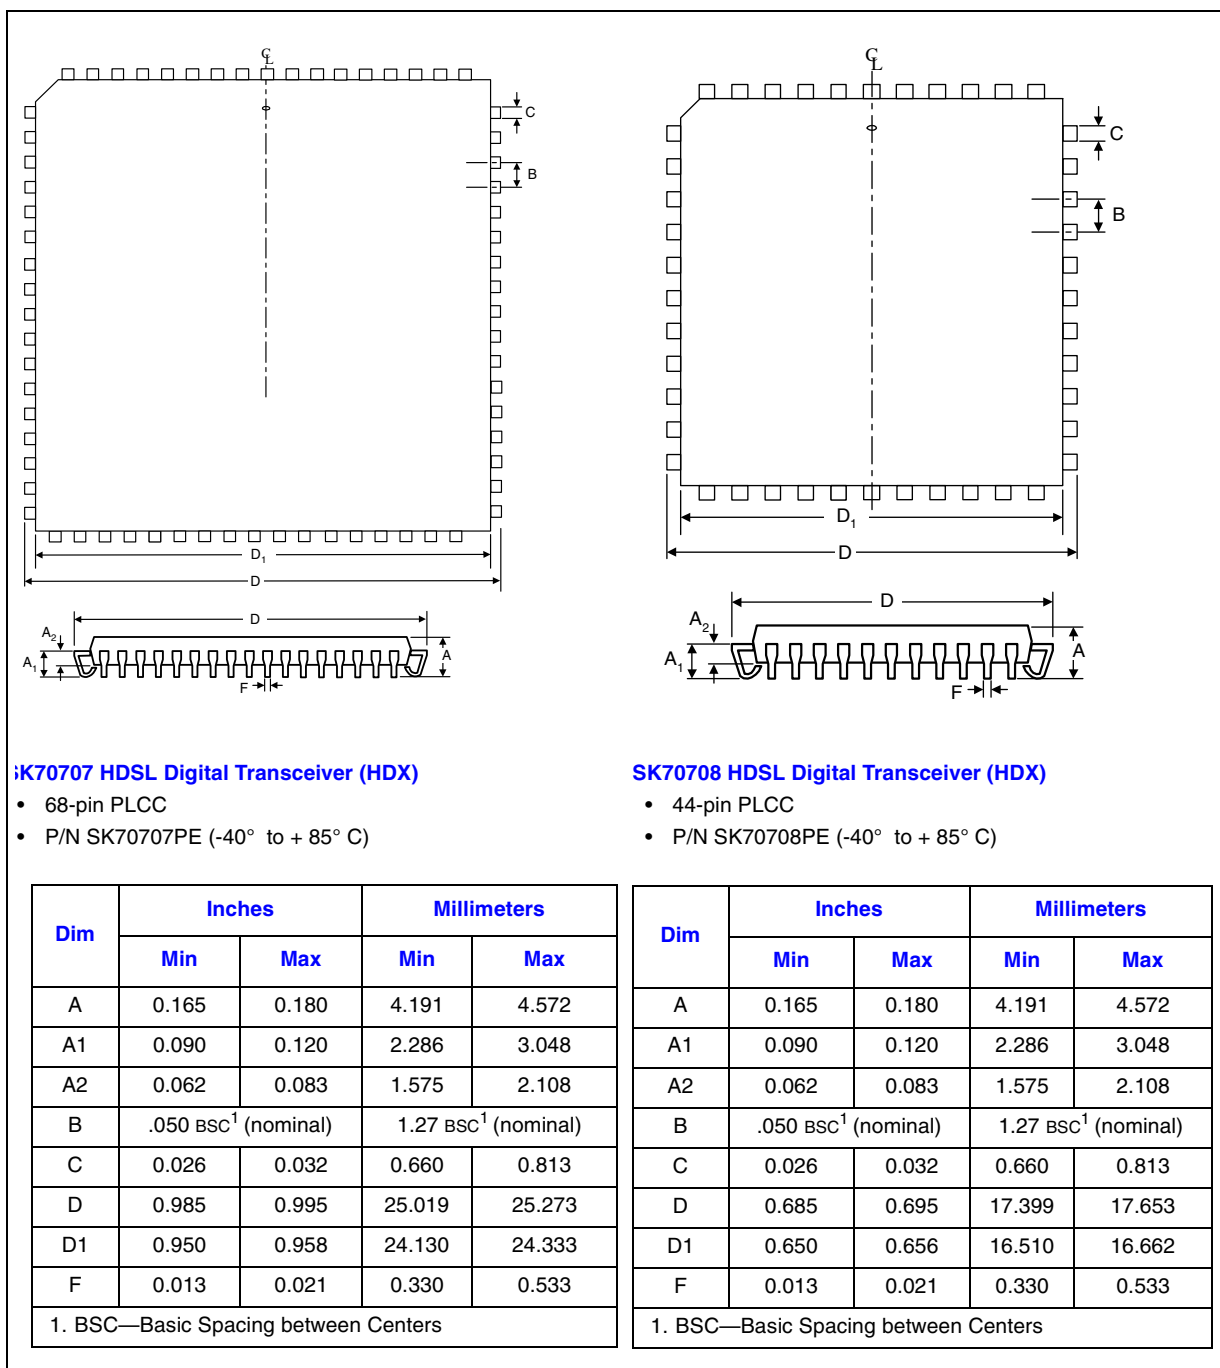 CL
C
B
D1
D
D
A2
A1
A
F
CL
C
B
D1
D
D
A2
A1
A
F
SK70707 HDSL Digital Transceiver (HDX)
• 68-pin PLCC
• P/N SK70707PE (-40° to + 85° C)
SK70708 HDSL Digital Transceiver (HDX)
• 44-pin PLCC
• P/N SK70708PE (-40° to + 85° C)
Dim Inches Millimeters
Min Max Min Max
A 0.165 0.180 4.191 4.572
A1 0.090 0.120 2.286 3.048
A2 0.062 0.083 1.575 2.108
B .050 BSC1 (nominal) 1.27 BSC1 (nominal)
C 0.026 0.032 0.660 0.813
D 0.985 0.995 25.019 25.273
D1 0.950 0.958 24.130 24.333
F 0.013 0.021 0.330 0.533
1. BSC—Basic Spacing between Centers
Dim Inches Millimeters
Min Max Min Max
A 0.165 0.180 4.191 4.572
A1 0.090 0.120 2.286 3.048
A2 0.062 0.083 1.575 2.108
B .050 BSC1 (nominal) 1.27 BSC1 (nominal)
C 0.026 0.032 0.660 0.813
D 0.685 0.695 17.399 17.653
D1 0.650 0.656 16.510 16.662
F 0.013 0.021 0.330 0.533
1. BSC—Basic Spacing between Centers